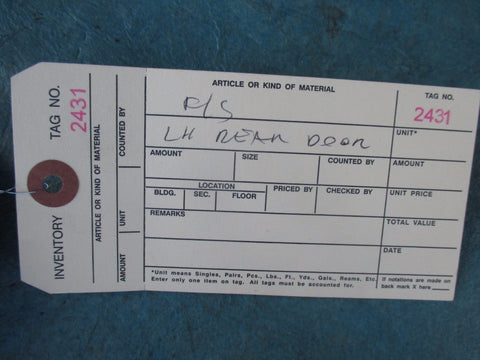 INVENTORY TAG NO. 2431
ARTICLE OR KIND OF MATERIAL
AMOUNT UNIT COUNTED BY
ARTICLE OR KIND OF MATERIAL
TAG NO.
2431
LH REAR DOOR
UNIT*
AMOUNT SIZE COUNTED BY AMOUNT
LOCATION
BLDG. SEC. FLOOR PRICED BY CHECKED BY UNIT PRICE
REMARKS
TOTAL VALUE
DATE
*Unit means Singles, Pairs, Pcs., Lbs., Ft., Yds., Gals., Reams, Etc.
Enter only one item on tag. All tags must be accounted for.
If notations are made on
back mark X here